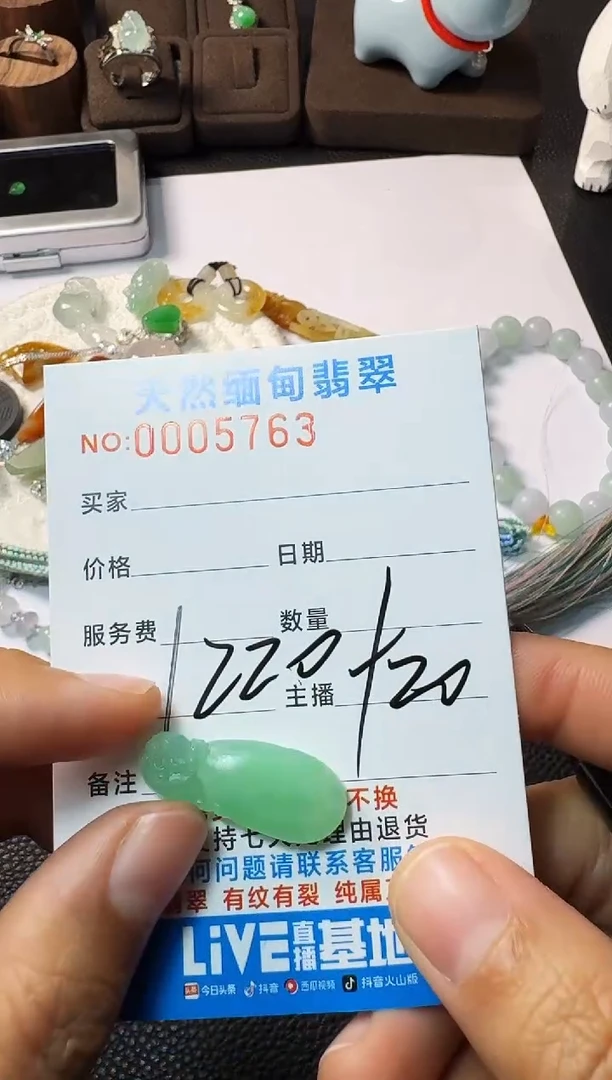 天然缅甸翡翠
NO:0005763
买家
价格 日期
服务费 数量
1220+20
主播
备注
不换
持七天 理由退货
何问题请联系客服
翠 有纹有裂 纯属
LiVE直播基地
今日头条 抖音 西瓜视频 抖音火山版